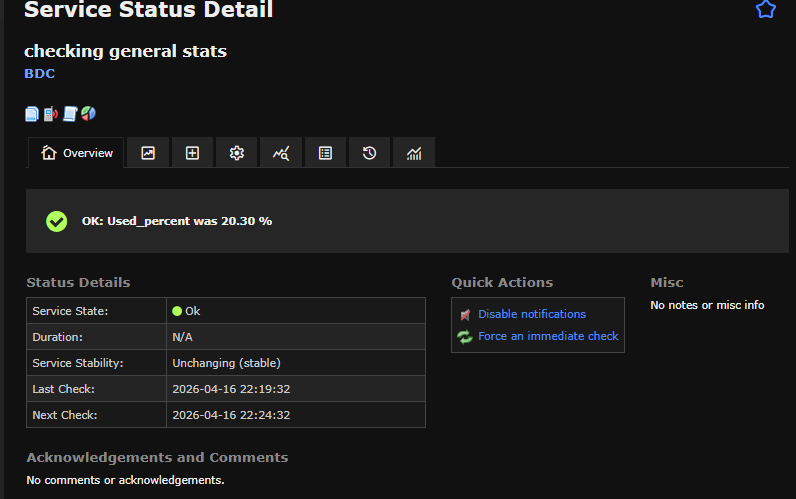 Service Status Detail
checking general stats
BDC
Overview
OK: Used_percent was 20.30 %
Status Details
Service State: Ok
Duration: N/A
Service Stability: Unchanging (stable)
Last Check: 2026-04-16 22:19:32
Next Check: 2026-04-16 22:24:32
Quick Actions
Disable notifications
Force an immediate check
Misc
No notes or misc info
Acknowledgements and Comments
No comments or acknowledgements.